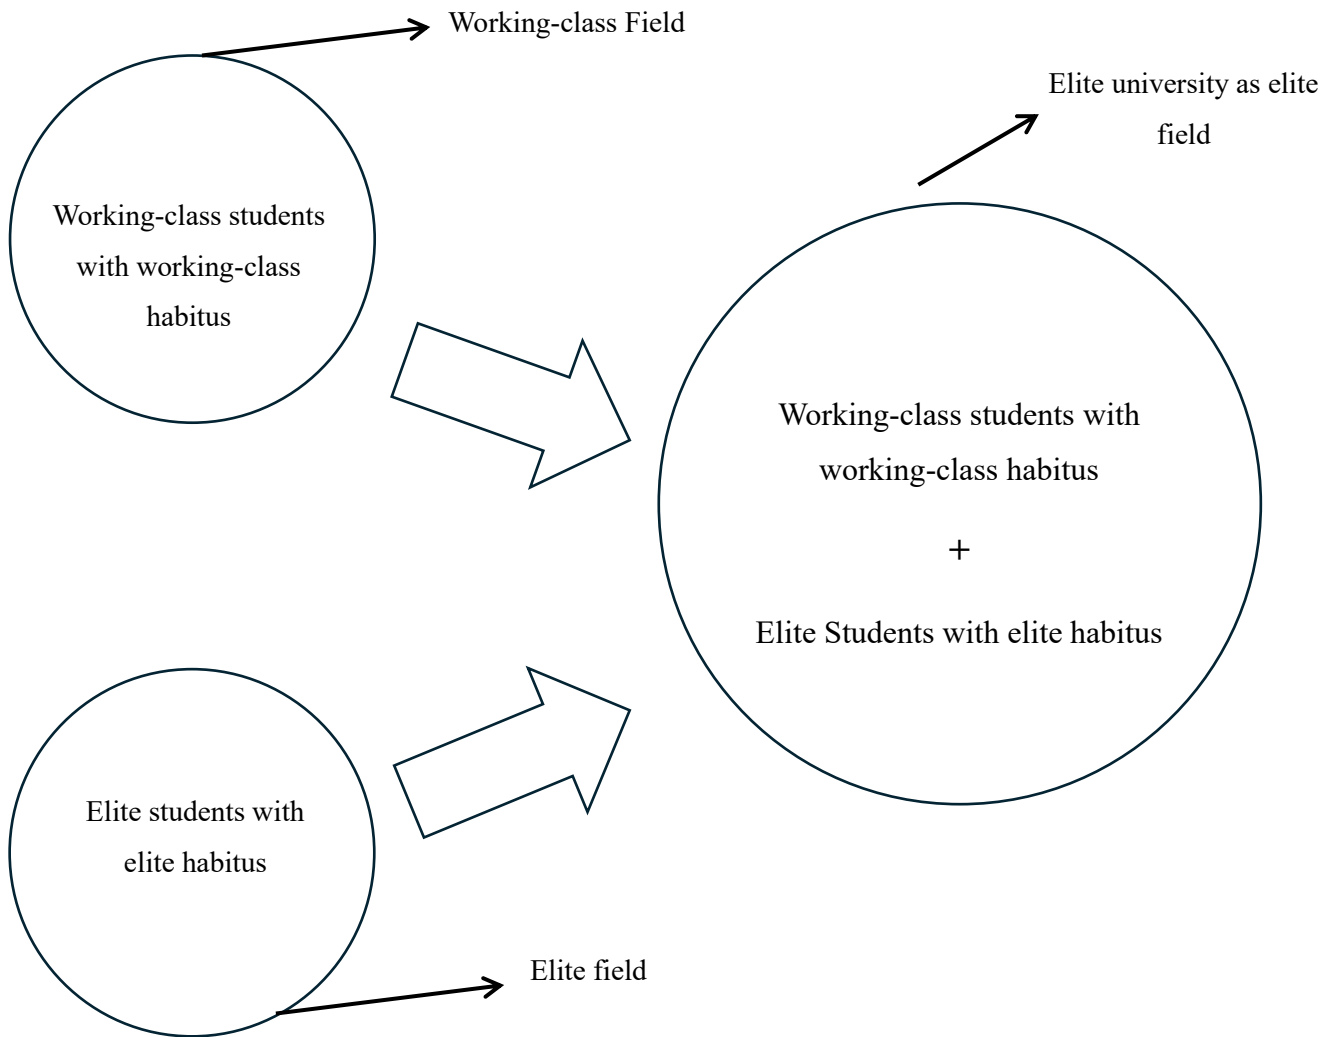 Working-class Field
Elite university as elite
field
Working-class students
with working-class
habitus
Working-class students with
working-class habitus
+
Elite Students with elite habitus
Elite students with
elite habitus
Elite field